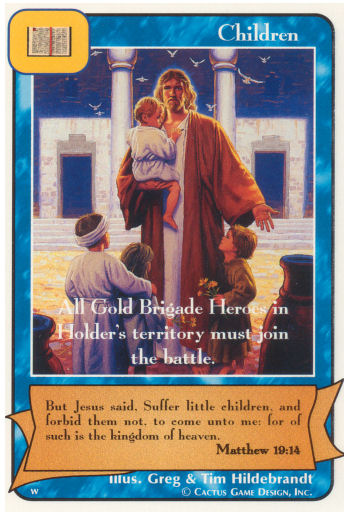 Children
All Gold Brigade Heroes in
Holder's territory must join
the battle.
But Jesus said, Suffer little children, and
forbid them not, to come unto me: for of
such is the kingdom of heaven.
Matthew 19:14
Illus. Greg & Tim Hildebrandt
W © CACTUS GAME DESIGN, INC.